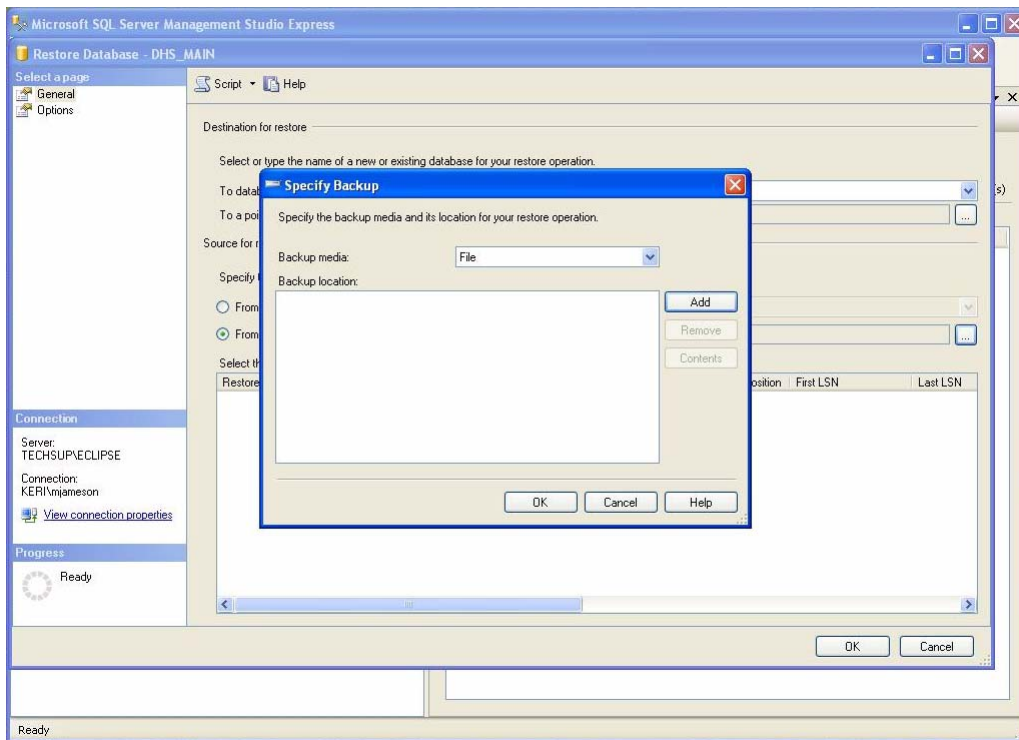 Microsoft SQL Server Management Studio Express
Restore Database - DHS_MAIN
Select a page
General
Options
Script
Help
Destination for restore
Select or type the name of a new or existing database for your restore operation.
To datab
To a poi
Source for r
Specify
From
From
Select th
Restore
osition
First LSN
Last LSN
s)
...
...
Specify Backup
Specify the backup media and its location for your restore operation.
Backup media:
File
Backup location:
Add
Remove
Contents
OK
Cancel
Help
Connection
Server:
TECHSUP\ECLIPSE
Connection:
KERI\mjameson
View connection properties
Progress
Ready
OK
Cancel
Ready